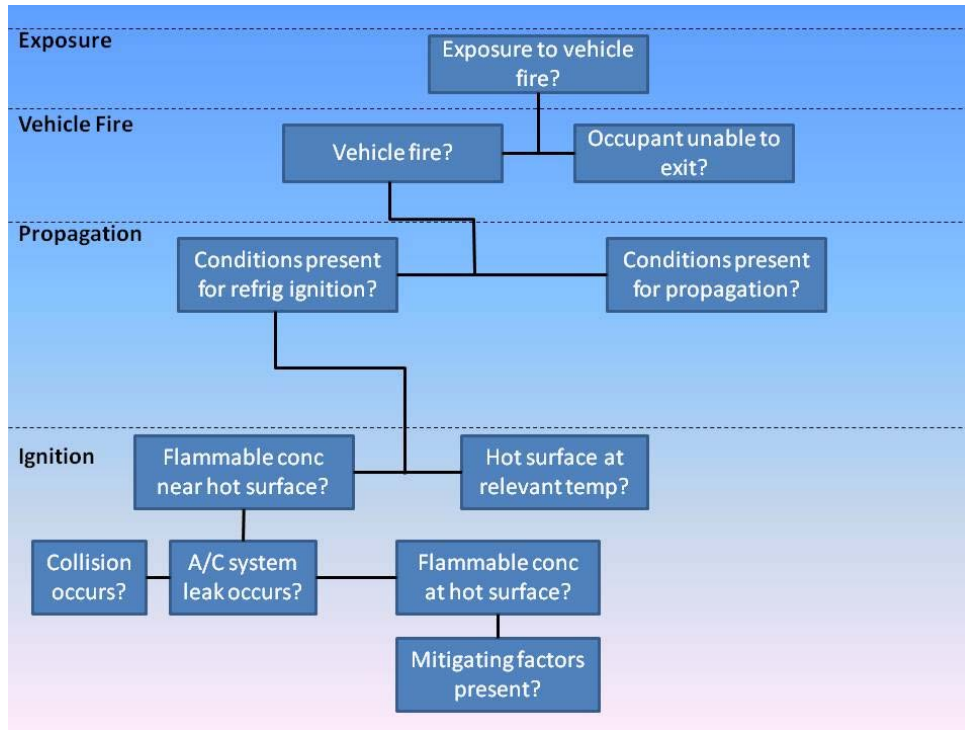 Exposure
Exposure to vehicle
fire?
Vehicle Fire
Vehicle fire?
Occupant unable to
exit?
Propagation
Conditions present
for refrig ignition?
Conditions present
for propagation?
Ignition
Flammable conc
near hot surface?
Hot surface at
relevant temp?
Collision
occurs?
A/C system
leak occurs?
Flammable conc
at hot surface?
Mitigating factors
present?